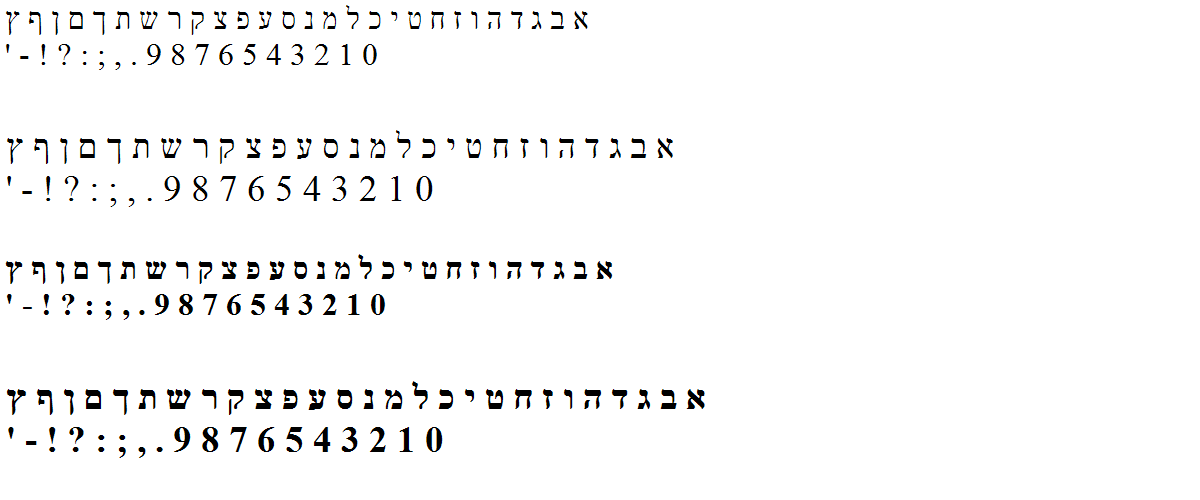 א ב ג ד ה ו ז ח ט י כ ל מ נ ס ע פ צ ק ר ש ת ך ם ן ף ץ
0 1 2 3 4 5 6 7 8 9 . , ; : ? ! - '
א ב ג ד ה ו ז ח ט י כ ל מ נ ס ע פ צ ק ר ש ת ך ם ן ף ץ
0 1 2 3 4 5 6 7 8 9 . , ; : ? ! - '
א ב ג ד ה ו ז ח ט י כ ל מ נ ס ע פ צ ק ר ש ת ך ם ן ף ץ
0 1 2 3 4 5 6 7 8 9 . , ; : ? ! - '
א ב ג ד ה ו ז ח ט י כ ל מ נ ס ע פ צ ק ר ש ת ך ם ן ף ץ
0 1 2 3 4 5 6 7 8 9 . , ; : ? ! - '